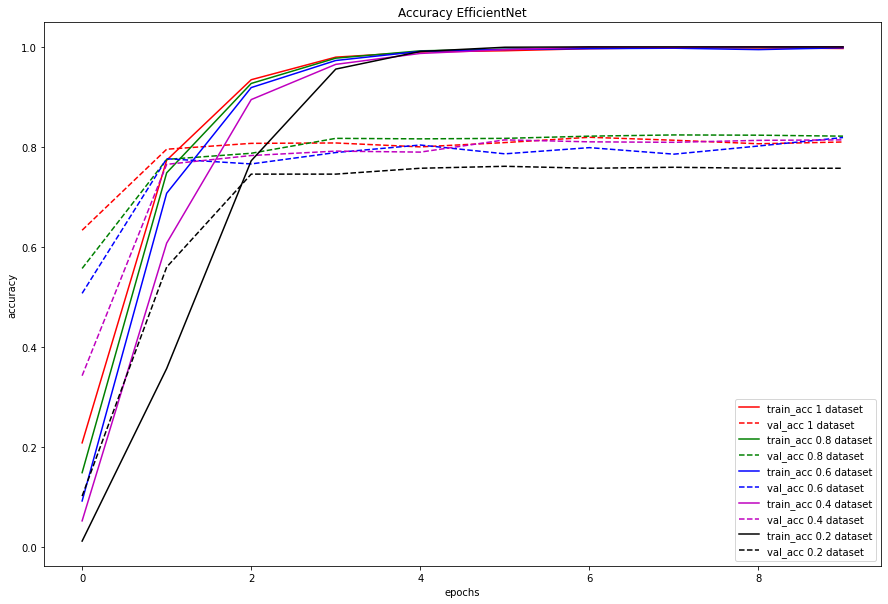 Accuracy EfficientNet
1.0
0.8
0.6
0.4
0.2
0.0
accuracy
0 2 4 6 8
epochs
train_acc 1 dataset
val_acc 1 dataset
train_acc 0.8 dataset
val_acc 0.8 dataset
train_acc 0.6 dataset
val_acc 0.6 dataset
train_acc 0.4 dataset
val_acc 0.4 dataset
train_acc 0.2 dataset
val_acc 0.2 dataset